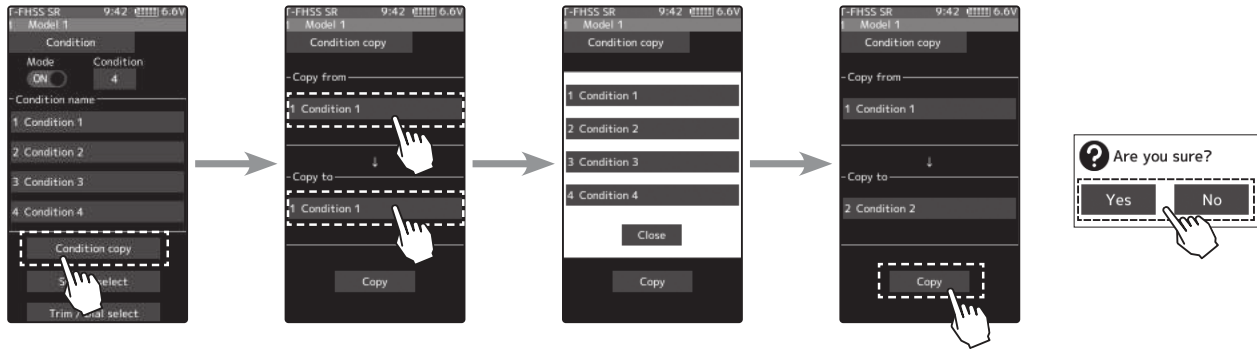 T-FHSS SR 9:42 6.6V
1 Model 1
Condition
Mode Condition
ON 4
Condition name
1 Condition 1
2 Condition 2
3 Condition 3
4 Condition 4
Condition copy
select
Trim / Dial select
T-FHSS SR 9:42 6.6V
1 Model 1
Condition copy
Copy from
1 Condition 1
↓
Copy to
1 Condition 1
Copy
T-FHSS SR 9:42 6.6V
1 Model 1
Condition copy
1 Condition 1
2 Condition 2
3 Condition 3
4 Condition 4
Close
Copy
T-FHSS SR 9:42 6.6V
1 Model 1
Condition copy
Copy from
1 Condition 1
↓
Copy to
2 Condition 2
Copy
? Are you sure?
Yes No